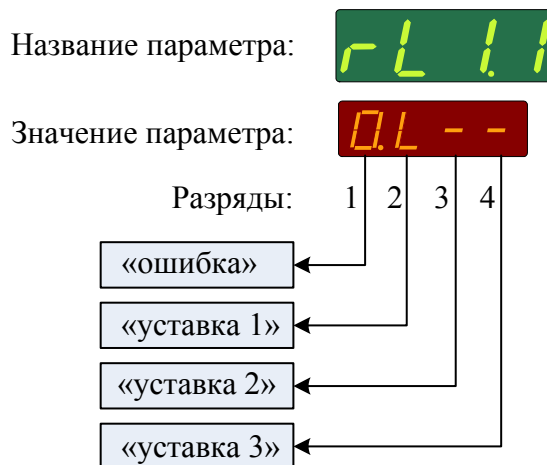 Название параметра: rL 1.1
Значение параметра: 0.L - -
Разряды: 1 2 3 4
«ошибка»
«уставка 1»
«уставка 2»
«уставка 3»